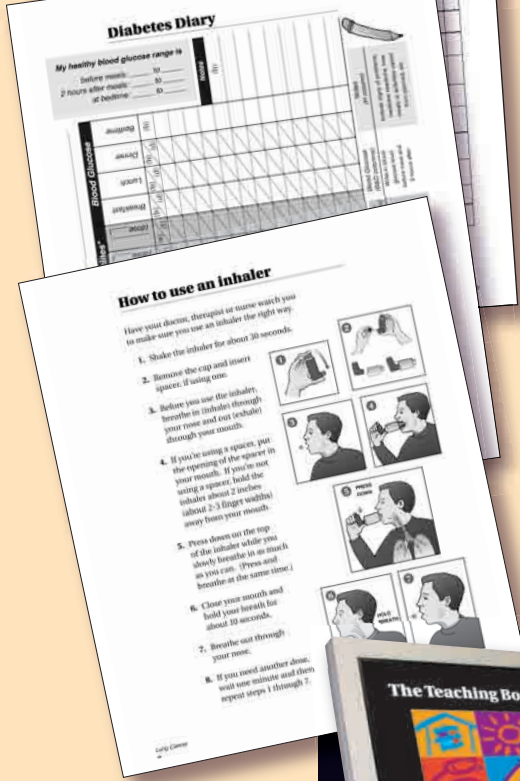 Diabetes Diary
My healthy blood glucose range is
before meals: ____ to ____
2 hours after meals: ____ to ____
at bedtime: ____ to ____
Notes
Blood Glucose
Bedtime
Dinner
Lunch
Breakfast
How to use an inhaler
Have your doctor, therapist or nurse watch you
to make sure you use an inhaler the right way.
1. Shake the inhaler for about 30 seconds.
2. Remove the cap and insert
spacer, if using one.
3. Before you use the inhaler,
breathe in (inhale) through
your nose and out (exhale)
through your mouth.
4. If you're using a spacer, put
the opening of the spacer in
your mouth. If you're not
using a spacer, hold the
inhaler about 2 inches
(about 2-3 finger widths)
away from your mouth.
5. Press down on the top
of the inhaler while you
slowly breathe in as much
as you can. (Press and
breathe at the same time.)
6. Close your mouth and
hold your breath for
about 10 seconds.
7. Breathe out through
your nose.
8. If you need another dose,
wait one minute and then
repeat steps 1 through 7.
1
2
3
4
5
PRESS
DOWN
6
HOLD
BREATH
7
Lung Cancer
The Teaching Bo